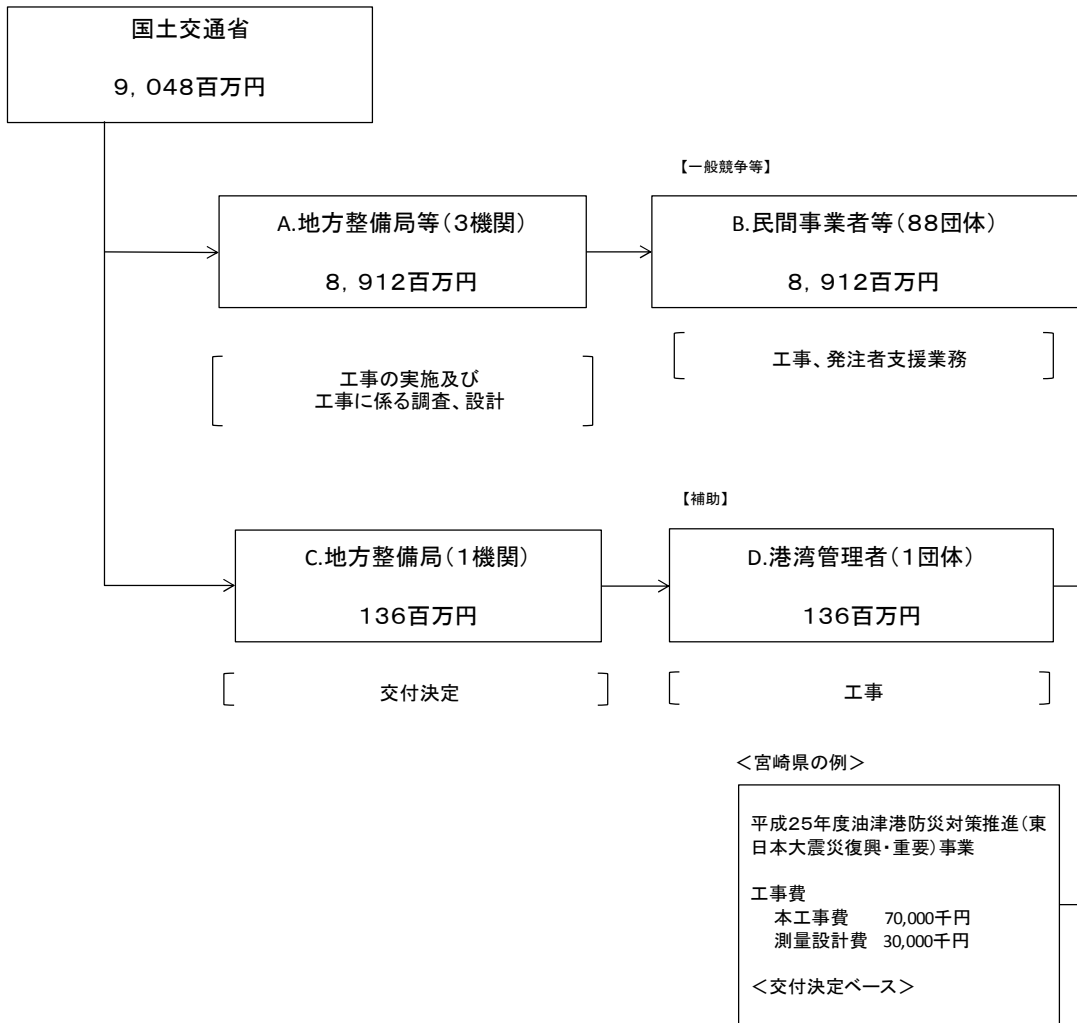 国土交通省
9,048百万円
【一般競争等】
A.地方整備局等(3機関)
8,912百万円
B.民間事業者等(88団体)
8,912百万円
工事の実施及び
工事に係る調査、設計
工事、発注者支援業務
【補助】
C.地方整備局(1機関)
136百万円
D.港湾管理者(1団体)
136百万円
交付決定
工事
<宮崎県の例>
平成25年度油津港防災対策推進(東
日本大震災復興・重要)事業
工事費
本工事費 70,000千円
測量設計費 30,000千円
<交付決定ベース>